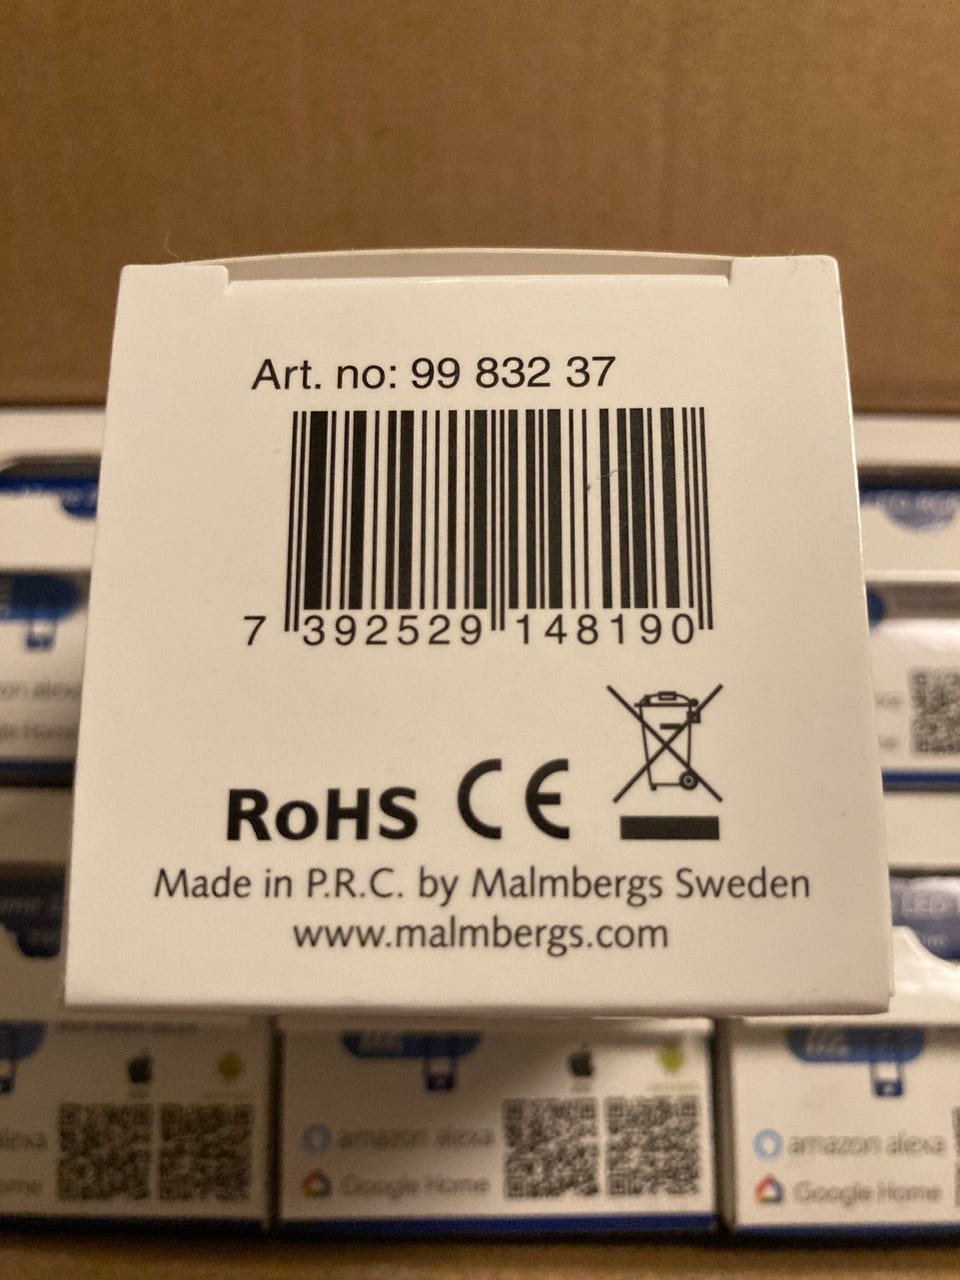 Art. no: 99 832 37
7 392529 148190
RoHS CE
Made in P.R.C. by Malmbergs Sweden
www.malmbergs.com
LED
amazon alexa
Google Home
amazon alexa
Google Home